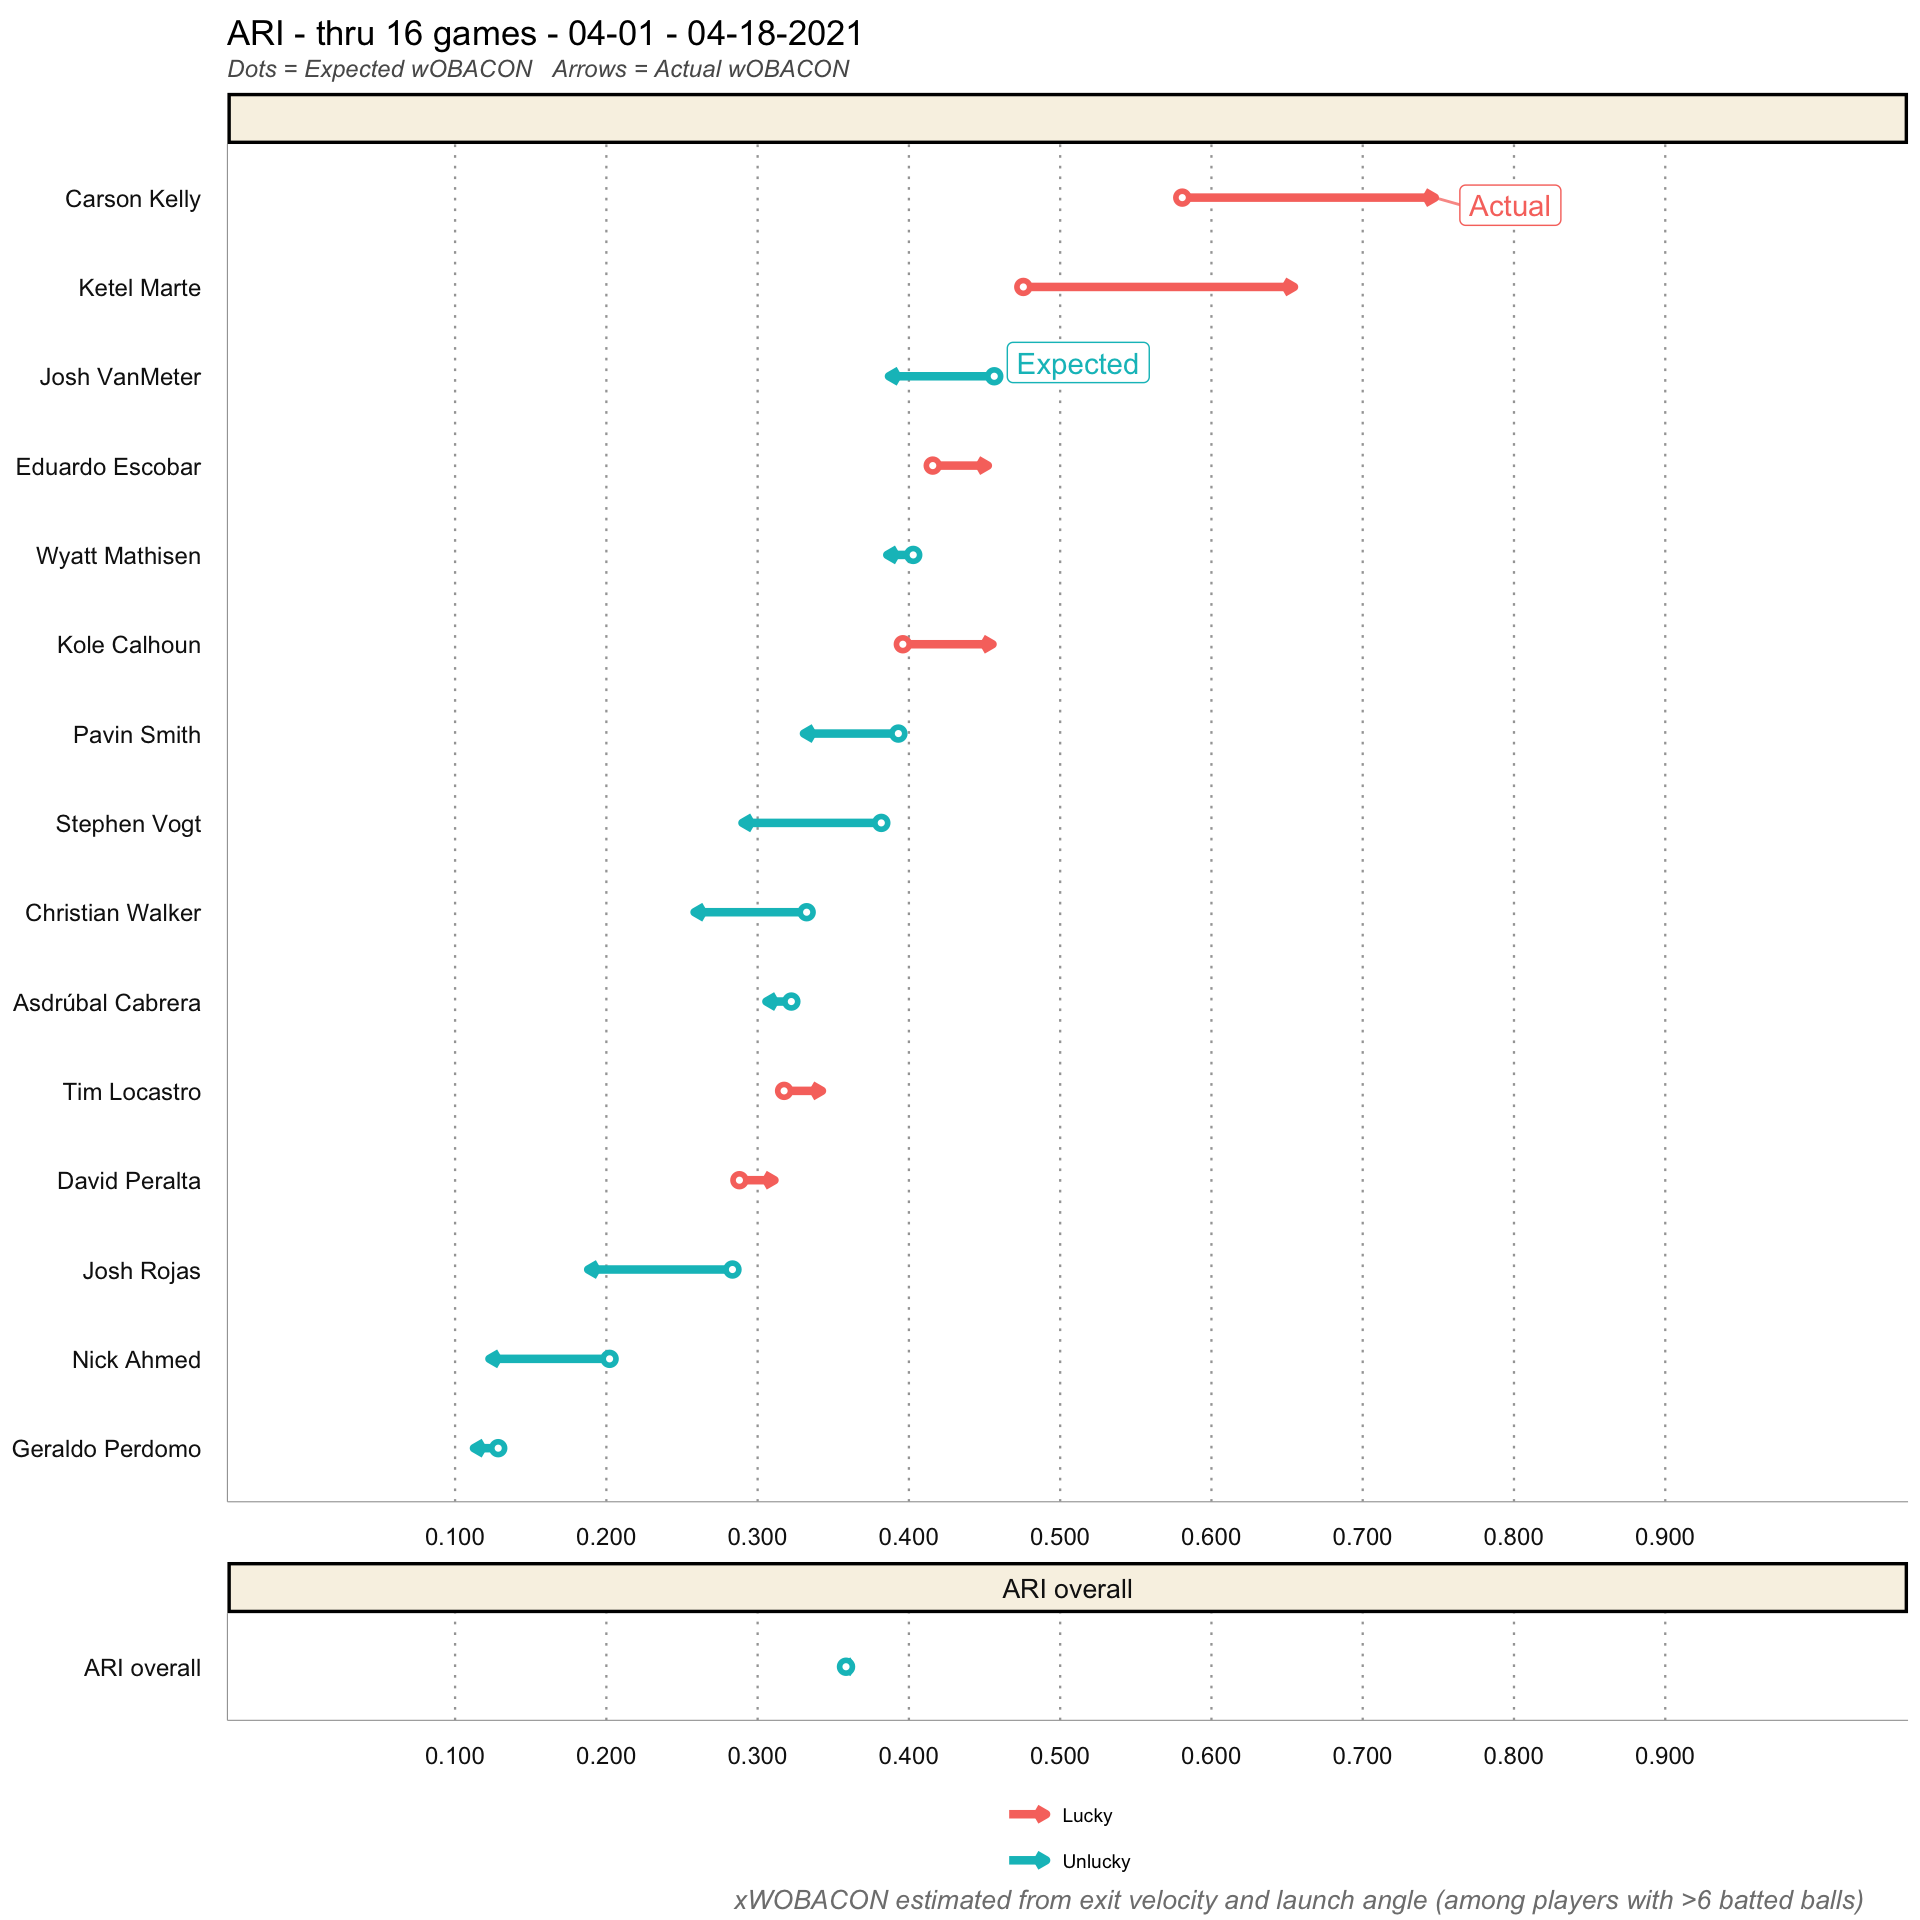 ARI - thru 16 games - 04-01 - 04-18-2021
Dots = Expected wOBACON   Arrows = Actual wOBACON
Carson Kelly
Actual
Ketel Marte
Josh VanMeter
Expected
Eduardo Escobar
Wyatt Mathisen
Kole Calhoun
Pavin Smith
Stephen Vogt
Christian Walker
Asdrúbal Cabrera
Tim Locastro
David Peralta
Josh Rojas
Nick Ahmed
Geraldo Perdomo
0.100 0.200 0.300 0.400 0.500 0.600 0.700 0.800 0.900
ARI overall
ARI overall
0.100 0.200 0.300 0.400 0.500 0.600 0.700 0.800 0.900
Lucky
Unlucky
xWOBACON estimated from exit velocity and launch angle (among players with >6 batted balls)